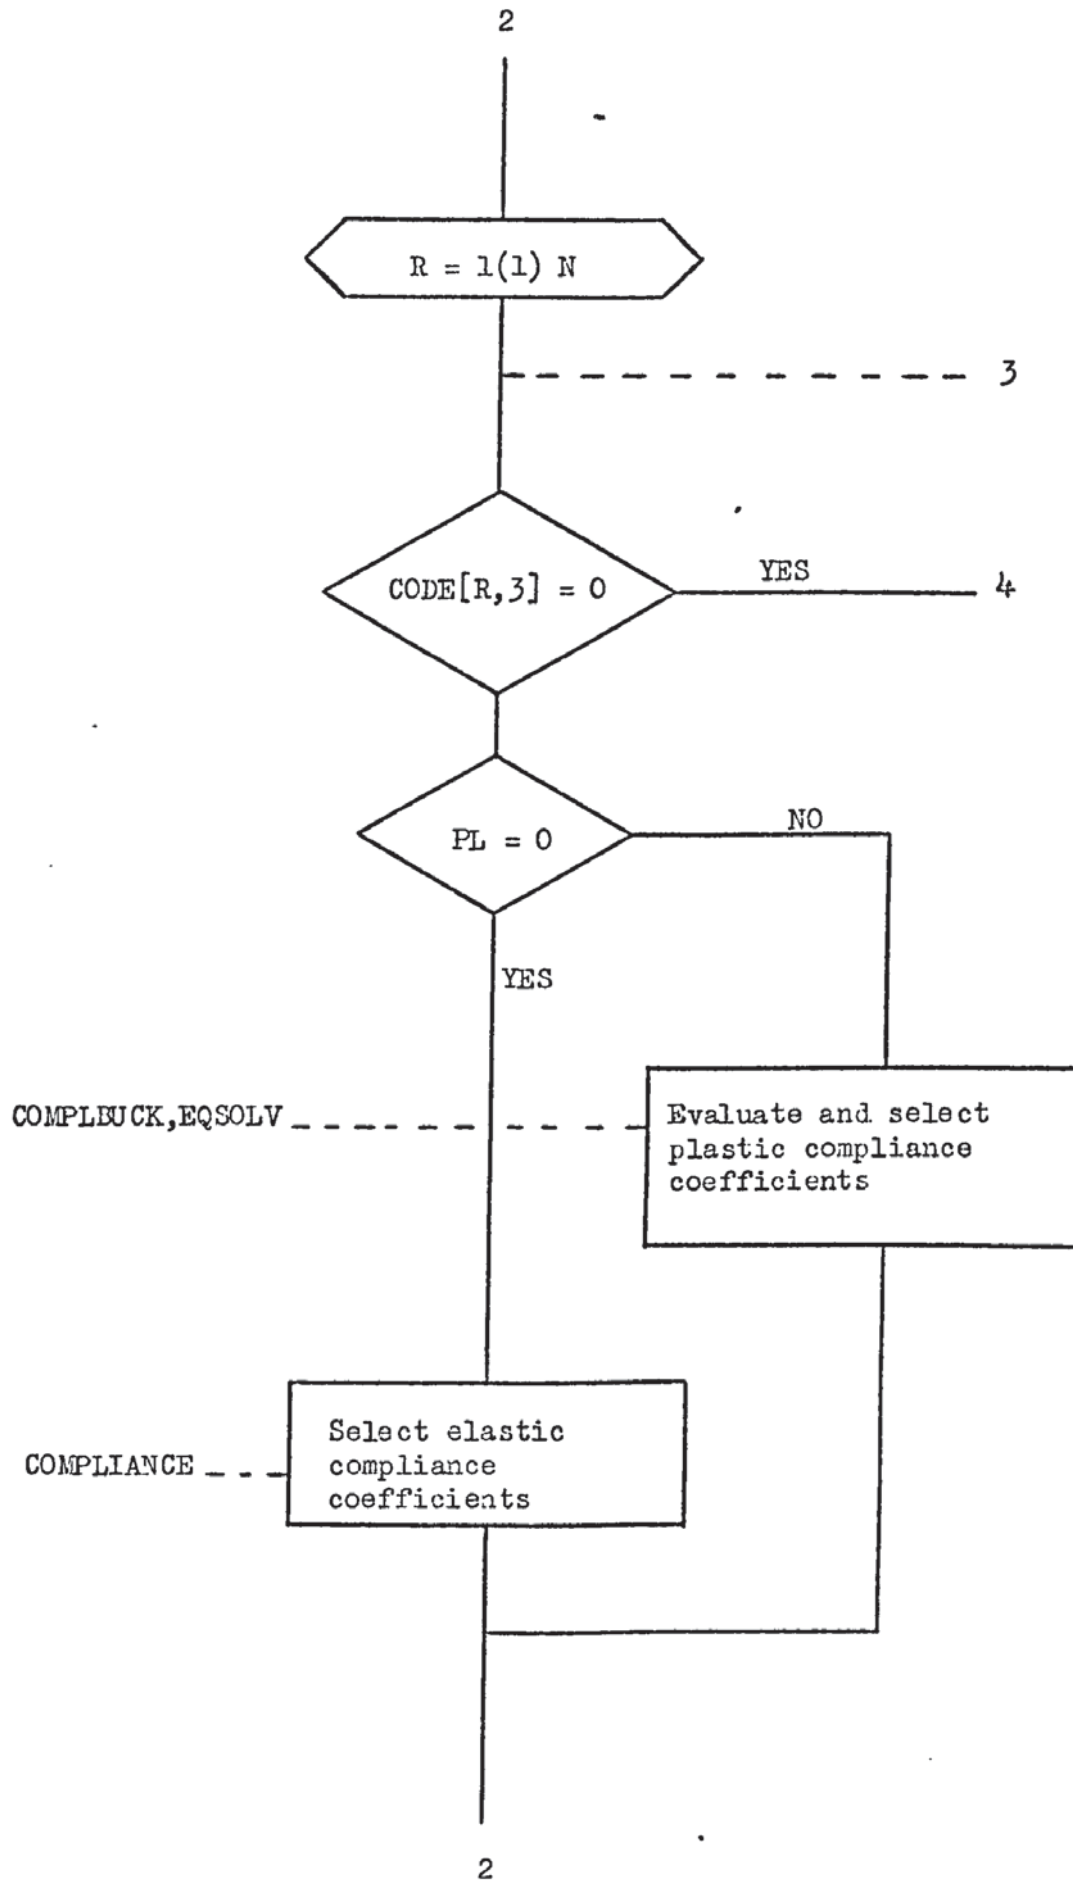 2
R = 1(1) N
3
CODE[R,3] = 0
YES
4
PL = 0
NO
YES
COMPLBUCK,EQSOLV
Evaluate and select
plastic compliance
coefficients
Select elastic
compliance
coefficients
COMPLIANCE
2